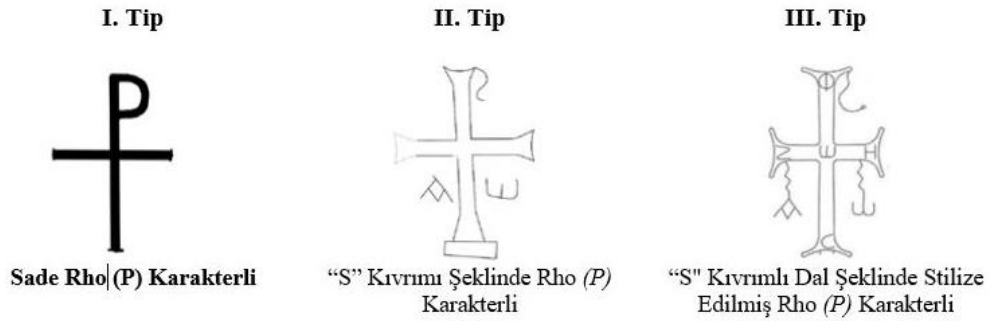 I. Tip
II. Tip
III. Tip
Sade Rho (P) Karakterli
“S” Kıvrımı Şeklinde Rho (P)
Karakterli
“S" Kıvrımlı Dal Şeklinde Stilize
Edilmiş Rho (P) Karakterli